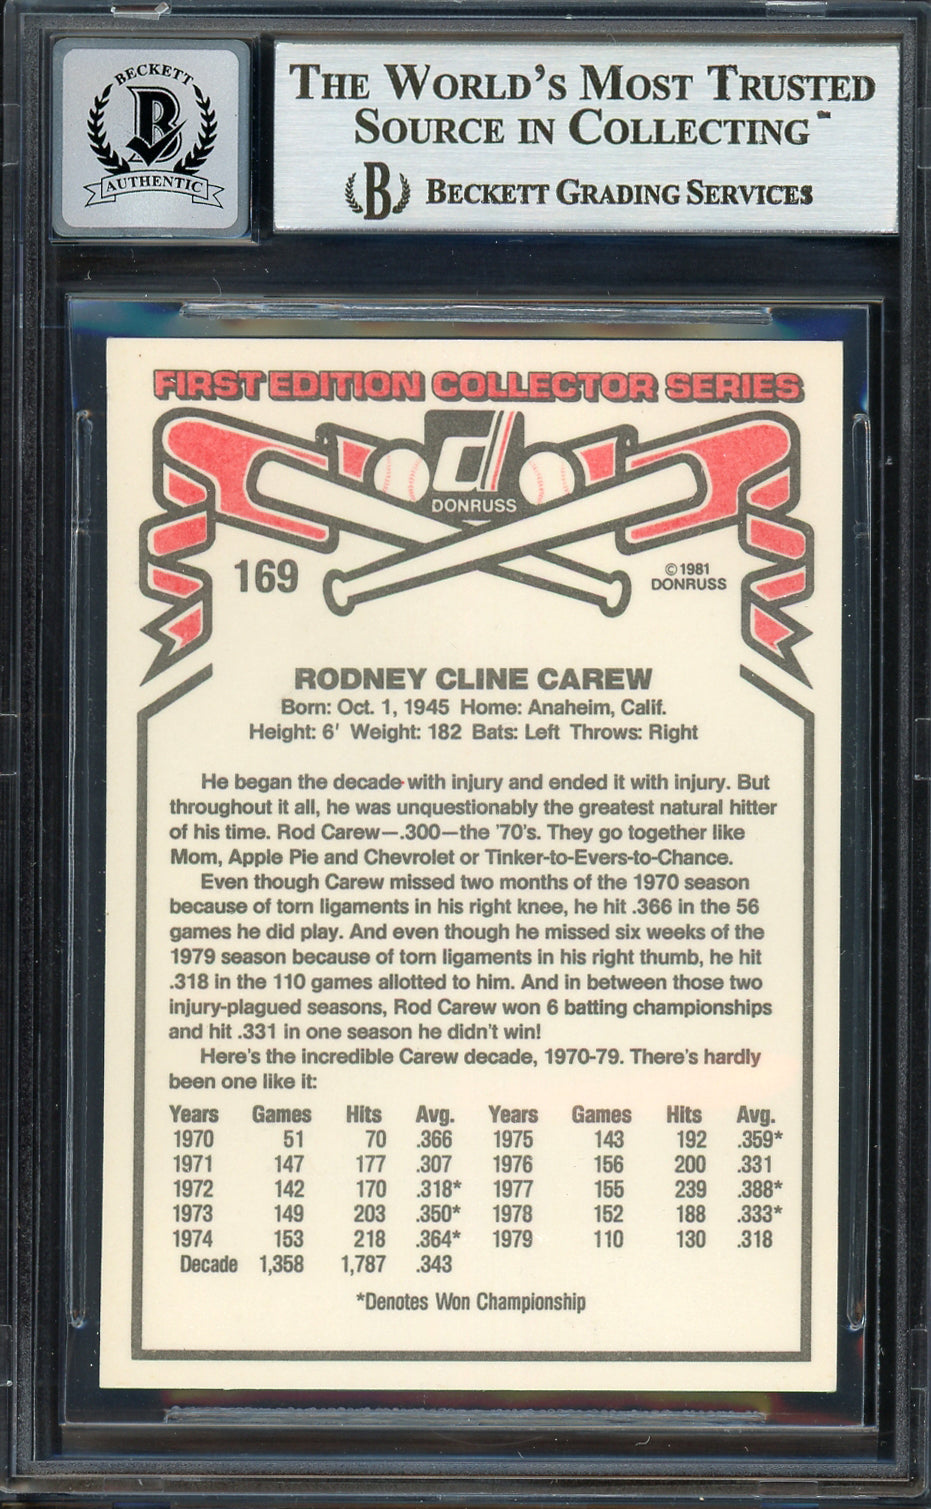 BECKETT
B
AUTHENTIC
THE WORLD'S MOST TRUSTED
SOURCE IN COLLECTING™
B BECKETT GRADING SERVICES
FIRST EDITION COLLECTOR SERIES
d
DONRUSS
169
©1981
DONRUSS
RODNEY CLINE CAREW
Born: Oct. 1, 1945 Home: Anaheim, Calif.
Height: 6' Weight: 182 Bats: Left Throws: Right
He began the decade with injury and ended it with injury. But
throughout it all, he was unquestionably the greatest natural hitter
of his time. Rod Carew—.300—the '70's. They go together like
Mom, Apple Pie and Chevrolet or Tinker-to-Evers-to-Chance.
Even though Carew missed two months of the 1970 season
because of torn ligaments in his right knee, he hit .366 in the 56
games he did play. And even though he missed six weeks of the
1979 season because of torn ligaments in his right thumb, he hit
.318 in the 110 games allotted to him. And in between those two
injury-plagued seasons, Rod Carew won 6 batting championships
and hit .331 in one season he didn't win!
Here's the incredible Carew decade, 1970-79. There's hardly
been one like it:
Years Games Hits Avg. Years Games Hits Avg.
1970 51 70 .366 1975 143 192 .359*
1971 147 177 .307 1976 156 200 .331
1972 142 170 .318* 1977 155 239 .388*
1973 149 203 .350* 1978 152 188 .333*
1974 153 218 .364* 1979 110 130 .318
Decade 1,358 1,787 .343
*Denotes Won Championship